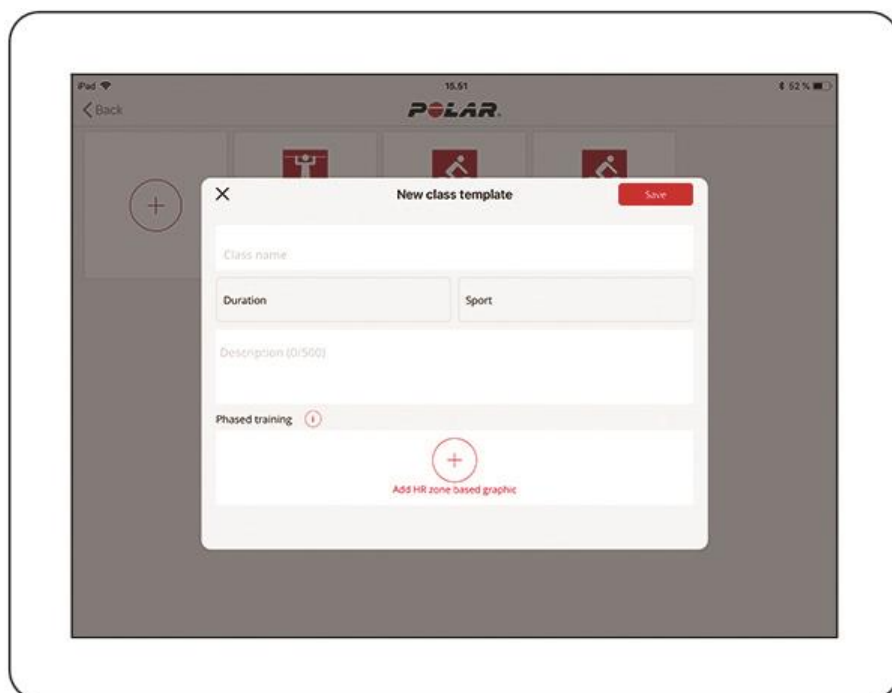 iPad 15.51 52 %
Back POLAR
New class template Save
Class name
Duration Sport
Description (0/500)
Phased training i
Add HR zone based graphic